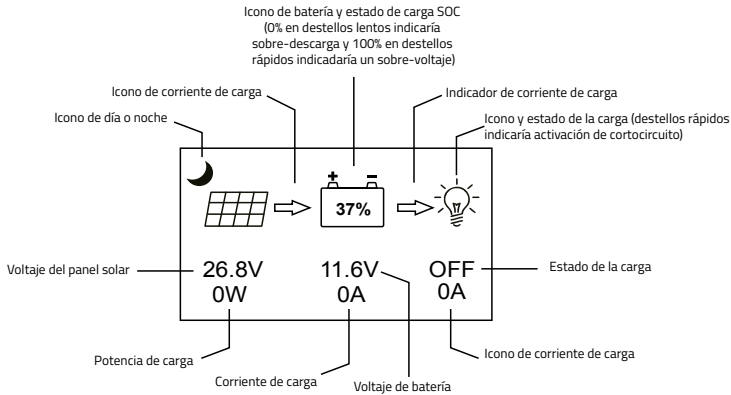 Icono de batería y estado de carga SOC
(0% en destellos lentos indicaría
sobre-descarga y 100% en destellos
rápidos indicadaría un sobre-voltaje)
Icono de corriente de carga
Indicador de corriente de carga
Icono de día o noche
Icono y estado de la carga (destellos rápidos
indicaría activación de cortocircuito)
+ −
37%
Voltaje del panel solar
26.8V 11.6V OFF
Estado de la carga
0W 0A 0A
Potencia de carga
Corriente de carga
Voltaje de batería
Icono de corriente de carga